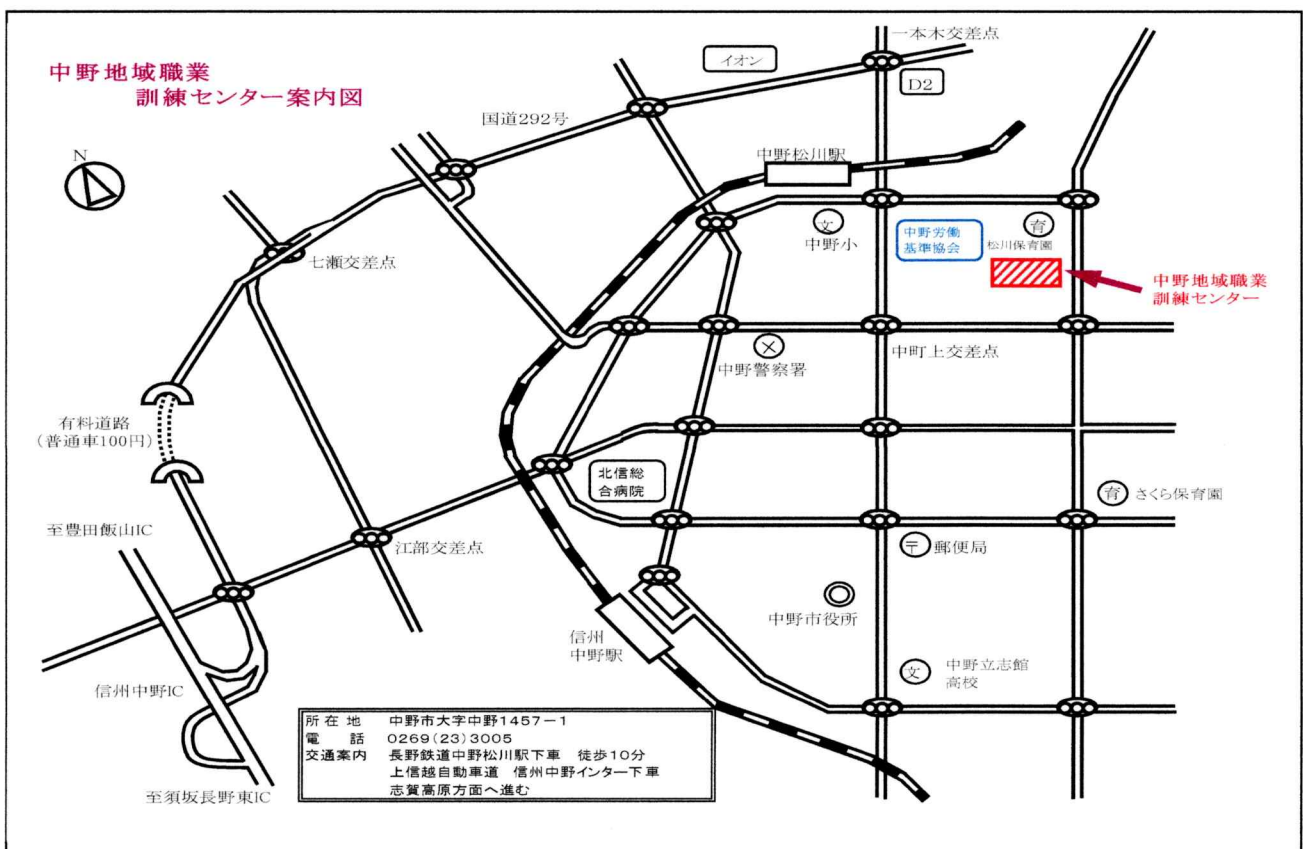 中野地域職業
訓練センター案内図
N
一本木交差点
イオン
D2
国道292号
中野松川駅
七瀬交差点
文
中野小
中野労働
基準協会
育
松川保育園
中野地域職業
訓練センター
中野警察署
中町上交差点
有料道路
(普通車100円)
北信総
合病院
育 さくら保育園
至豊田飯山IC
江部交差点
〒 郵便局
中野市役所
信州
中野駅
文 中野立志館
高校
信州中野IC
至須坂長野東IC
所在地 中野市大字中野1457-1
電話 0269(23)3005
交通案内 長野鉄道中野松川駅下車 徒歩10分
上信越自動車道 信州中野インター下車
志賀高原方面へ進む